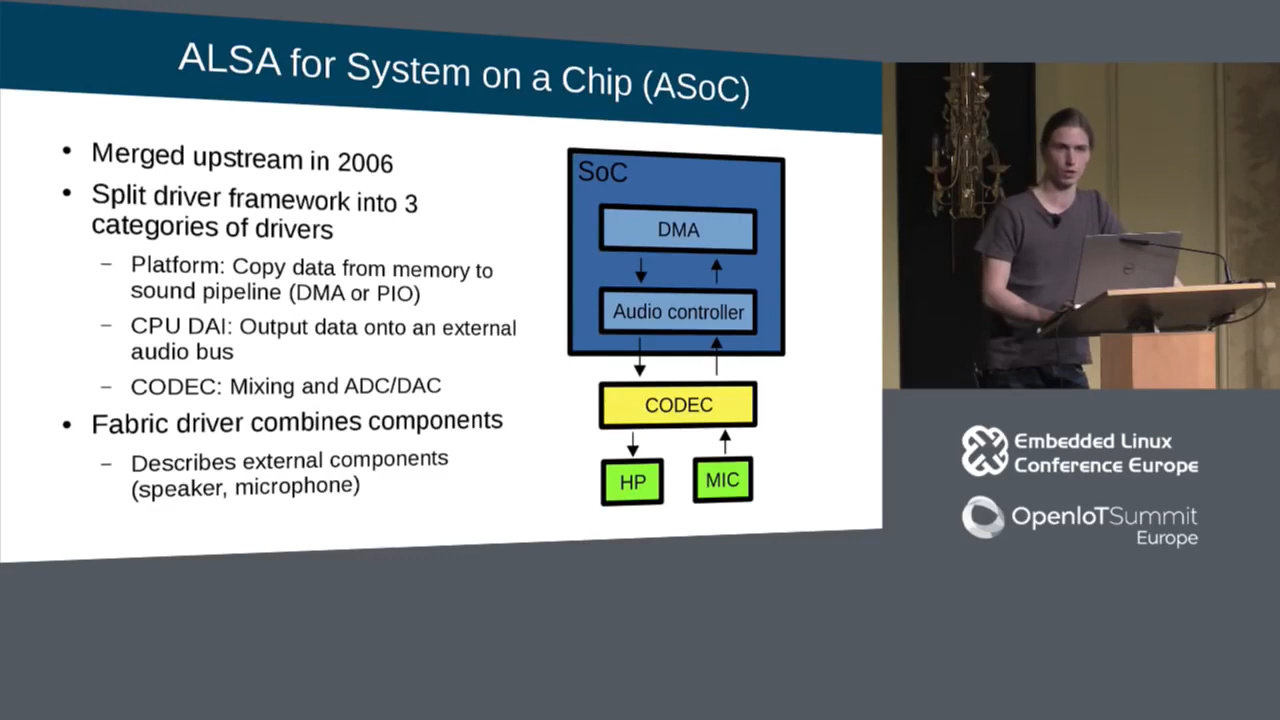 ALSA for System on a Chip (ASoC)
• Merged upstream in 2006
• Split driver framework into 3
categories of drivers
– Platform: Copy data from memory to
sound pipeline (DMA or PIO)
– CPU DAI: Output data onto an external
audio bus
– CODEC: Mixing and ADC/DAC
• Fabric driver combines components
– Describes external components
(speaker, microphone)
SoC
DMA
Audio controller
CODEC
HP
MIC
Embedded Linux
Conference Europe
OpenIoTSummit
Europe